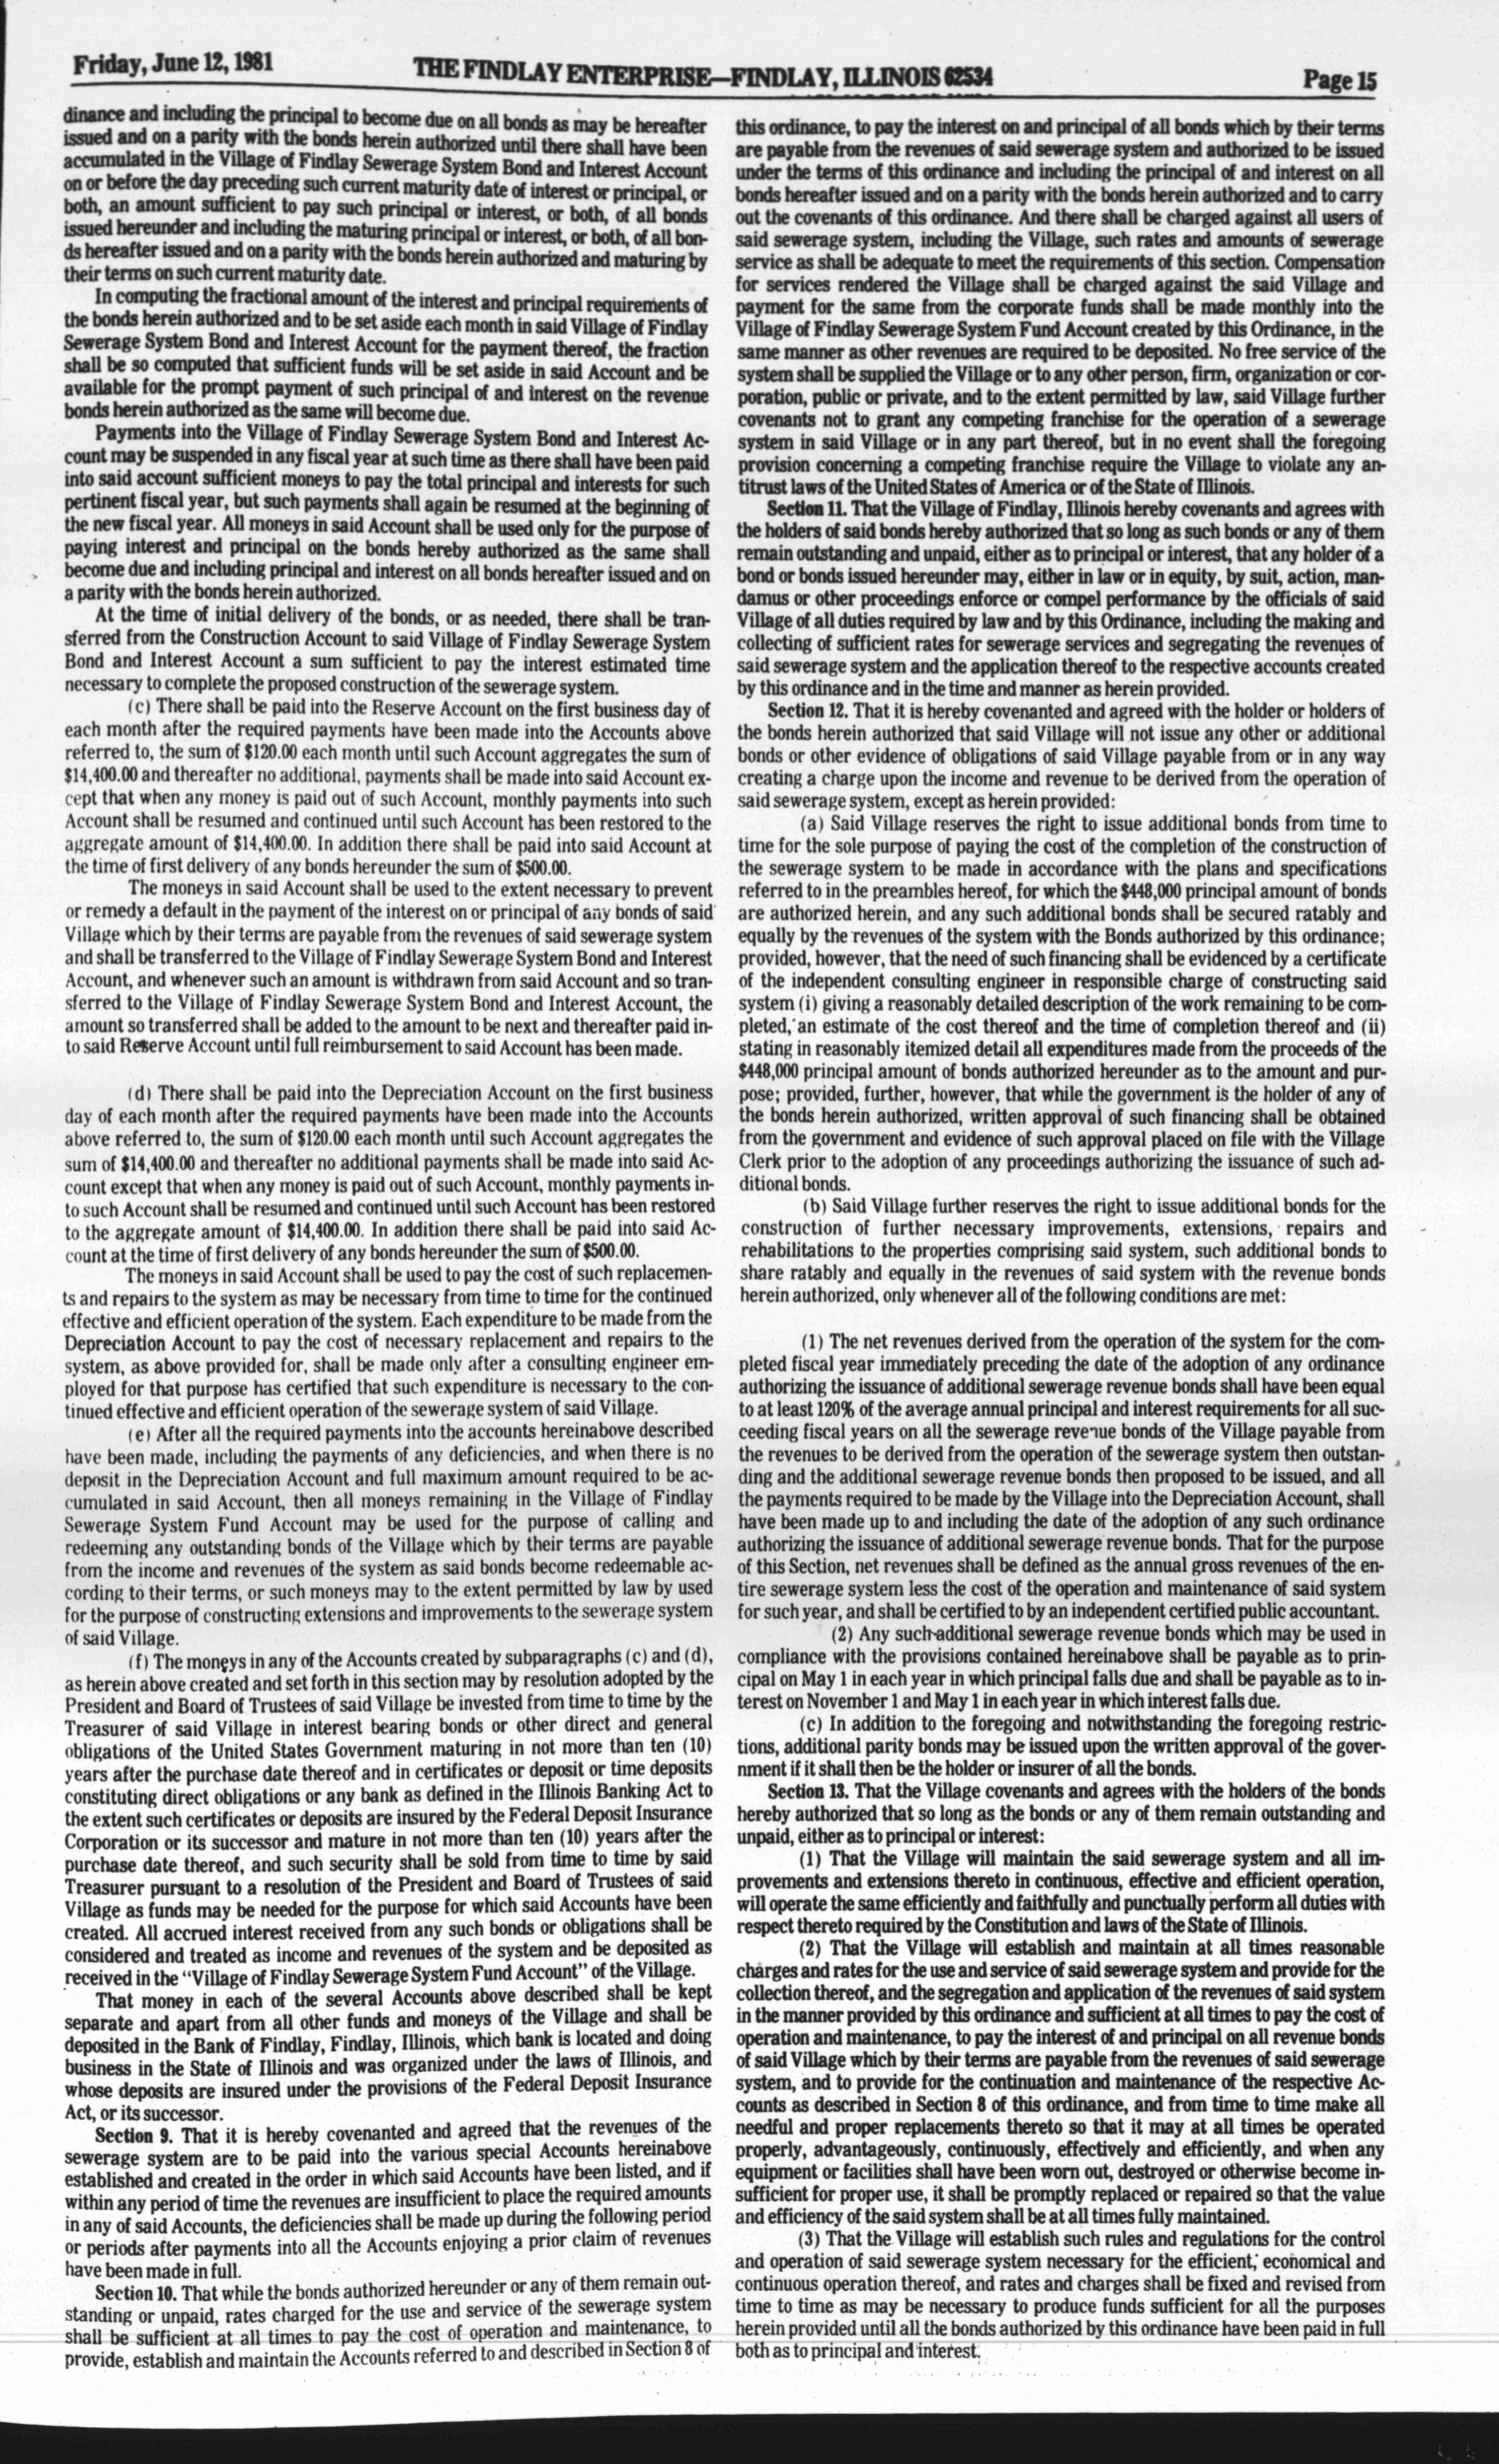 Friday, June 12, 1981
THE FINDLAY ENTERPRISE—FINDLAY, ILLINOIS 62534
Page 15
dinance and including the principal to become due on all bonds as may be hereafter
issued and on a parity with the bonds herein authorized until there shall have been
accumulated in the Village of Findlay Sewerage System Bond and Interest Account
on or before the day preceding such current maturity date of interest or principal, or
both, an amount sufficient to pay such principal or interest, or both, of all bonds
issued hereunder and including the maturing principal or interest, or both, of all bon-
ds hereafter issued and on a parity with the bonds herein authorized and maturing by
their terms on such current maturity date.
In computing the fractional amount of the interest and principal requirements of
the bonds herein authorized and to be set aside each month in said Village of Findlay
Sewerage System Bond and Interest Account for the payment thereof, the fraction
shall be so computed that sufficient funds will be set aside in said Account and be
available for the prompt payment of such principal of and interest on the revenue
bonds herein authorized as the same will become due.
Payments into the Village of Findlay Sewerage System Bond and Interest Ac-
count may be suspended in any fiscal year at such time as there shall have been paid
into said account sufficient moneys to pay the total principal and interests for such
pertinent fiscal year, but such payments shall again be resumed at the beginning of
the new fiscal year. All moneys in said Account shall be used only for the purpose of
paying interest and principal on the bonds hereby authorized as the same shall
become due and including principal and interest on all bonds hereafter issued and on
a parity with the bonds herein authorized.
At the time of initial delivery of the bonds, or as needed, there shall be tran-
sferred from the Construction Account to said Village of Findlay Sewerage System
Bond and Interest Account a sum sufficient to pay the interest estimated time
necessary to complete the proposed construction of the sewerage system.
(c) There shall be paid into the Reserve Account on the first business day of
each month after the required payments have been made into the Accounts above
referred to, the sum of $120.00 each month until such Account aggregates the sum of
$14,400.00 and thereafter no additional, payments shall be made into said Account ex-
cept that when any money is paid out of such Account, monthly payments into such
Account shall be resumed and continued until such Account has been restored to the
aggregate amount of $14,400.00. In addition there shall be paid into said Account at
the time of first delivery of any bonds hereunder the sum of $500.00.
The moneys in said Account shall be used to the extent necessary to prevent
or remedy a default in the payment of the interest on or principal of any bonds of said
Village which by their terms are payable from the revenues of said sewerage system
and shall be transferred to the Village of Findlay Sewerage System Bond and Interest
Account, and whenever such an amount is withdrawn from said Account and so tran-
sferred to the Village of Findlay Sewerage System Bond and Interest Account, the
amount so transferred shall be added to the amount to be next and thereafter paid in-
to said Reserve Account until full reimbursement to said Account has been made.
(d) There shall be paid into the Depreciation Account on the first business
day of each month after the required payments have been made into the Accounts
above referred to, the sum of $120.00 each month until such Account aggregates the
sum of $14,400.00 and thereafter no additional payments shall be made into said Ac-
count except that when any money is paid out of such Account, monthly payments in-
to such Account shall be resumed and continued until such Account has been restored
to the aggregate amount of $14,400.00. In addition there shall be paid into said Ac-
count at the time of first delivery of any bonds hereunder the sum of $500.00.
The moneys in said Account shall be used to pay the cost of such replacemen-
ts and repairs to the system as may be necessary from time to time for the continued
effective and efficient operation of the system. Each expenditure to be made from the
Depreciation Account to pay the cost of necessary replacement and repairs to the
system, as above provided for, shall be made only after a consulting engineer em-
ployed for that purpose has certified that such expenditure is necessary to the con-
tinued effective and efficient operation of the sewerage system of said Village.
(e) After all the required payments into the accounts hereinabove described
have been made, including the payments of any deficiencies, and when there is no
deposit in the Depreciation Account and full maximum amount required to be ac-
cumulated in said Account, then all moneys remaining in the Village of Findlay
Sewerage System Fund Account may be used for the purpose of calling and
redeeming any outstanding bonds of the Village which by their terms are payable
from the income and revenues of the system as said bonds become redeemable ac-
cording to their terms, or such moneys may to the extent permitted by law by used
for the purpose of constructing extensions and improvements to the sewerage system
of said Village.
(f) The moneys in any of the Accounts created by subparagraphs (c) and (d),
as herein above created and set forth in this section may by resolution adopted by the
President and Board of Trustees of said Village be invested from time to time by the
Treasurer of said Village in interest bearing bonds or other direct and general
obligations of the United States Government maturing in not more than ten (10)
years after the purchase date thereof and in certificates or deposit or time deposits
constituting direct obligations or any bank as defined in the Illinois Banking Act to
the extent such certificates or deposits are insured by the Federal Deposit Insurance
Corporation or its successor and mature in not more than ten (10) years after the
purchase date thereof, and such security shall be sold from time to time by said
Treasurer pursuant to a resolution of the President and Board of Trustees of said
Village as funds may be needed for the purpose for which said Accounts have been
created. All accrued interest received from any such bonds or obligations shall be
considered and treated as income and revenues of the system and be deposited as
received in the "Village of Findlay Sewerage System Fund Account" of the Village.
That money in each of the several Accounts above described shall be kept
separate and apart from all other funds and moneys of the Village and shall be
deposited in the Bank of Findlay, Findlay, Illinois, which bank is located and doing
business in the State of Illinois and was organized under the laws of Illinois, and
whose deposits are insured under the provisions of the Federal Deposit Insurance
Act, or its successor.
Section 9. That it is hereby covenanted and agreed that the revenues of the
sewerage system are to be paid into the various special Accounts hereinabove
established and created in the order in which said Accounts have been listed, and if
within any period of time the revenues are insufficient to place the required amounts
in any of said Accounts, the deficiencies shall be made up during the following period
or periods after payments into all the Accounts enjoying a prior claim of revenues
have been made in full.
Section 10. That while the bonds authorized hereunder or any of them remain out-
standing or unpaid, rates charged for the use and service of the sewerage system
shall be sufficient at all times to pay the cost of operation and maintenance, to
provide, establish and maintain the Accounts referred to and described in Section 8 of
this ordinance, to pay the interest on and principal of all bonds which by their terms
are payable from the revenues of said sewerage system and authorized to be issued
under the terms of this ordinance and including the principal of and interest on all
bonds hereafter issued and on a parity with the bonds herein authorized and to carry
out the covenants of this ordinance. And there shall be charged against all users of
said sewerage system, including the Village, such rates and amounts of sewerage
service as shall be adequate to meet the requirements of this section. Compensation
for services rendered the Village shall be charged against the said Village and
payment for the same from the corporate funds shall be made monthly into the
Village of Findlay Sewerage System Fund Account created by this Ordinance, in the
same manner as other revenues are required to be deposited. No free service of the
system shall be supplied the Village or to any other person, firm, organization or cor-
poration, public or private, and to the extent permitted by law, said Village further
covenants not to grant any competing franchise for the operation of a sewerage
system in said Village or in any part thereof, but in no event shall the foregoing
provision concerning a competing franchise require the Village to violate any an-
titrust laws of the United States of America or of the State of Illinois.
Section 11. That the Village of Findlay, Illinois hereby covenants and agrees with
the holders of said bonds hereby authorized that so long as such bonds or any of them
remain outstanding and unpaid, either as to principal or interest, that any holder of a
bond or bonds issued hereunder may, either in law or in equity, by suit, action, man-
damus or other proceedings enforce or compel performance by the officials of said
Village of all duties required by law and by this Ordinance, including the making and
collecting of sufficient rates for sewerage services and segregating the revenues of
said sewerage system and the application thereof to the respective accounts created
by this ordinance and in the time and manner as herein provided.
Section 12. That it is hereby covenanted and agreed with the holder or holders of
the bonds herein authorized that said Village will not issue any other or additional
bonds or other evidence of obligations of said Village payable from or in any way
creating a charge upon the income and revenue to be derived from the operation of
said sewerage system, except as herein provided:
(a) Said Village reserves the right to issue additional bonds from time to
time for the sole purpose of paying the cost of the completion of the construction of
the sewerage system to be made in accordance with the plans and specifications
referred to in the preambles hereof, for which the $448,000 principal amount of bonds
are authorized herein, and any such additional bonds shall be secured ratably and
equally by the revenues of the system with the Bonds authorized by this ordinance;
provided, however, that the need of such financing shall be evidenced by a certificate
of the independent consulting engineer in responsible charge of constructing said
system (i) giving a reasonably detailed description of the work remaining to be com-
pleted, an estimate of the cost thereof and the time of completion thereof and (ii)
stating in reasonably itemized detail all expenditures made from the proceeds of the
$448,000 principal amount of bonds authorized hereunder as to the amount and pur-
pose; provided, further, however, that while the government is the holder of any of
the bonds herein authorized, written approval of such financing shall be obtained
from the government and evidence of such approval placed on file with the Village
Clerk prior to the adoption of any proceedings authorizing the issuance of such ad-
ditional bonds.
(b) Said Village further reserves the right to issue additional bonds for the
construction of further necessary improvements, extensions, repairs and
rehabilitations to the properties comprising said system, such additional bonds to
share ratably and equally in the revenues of said system with the revenue bonds
herein authorized, only whenever all of the following conditions are met:
(1) The net revenues derived from the operation of the system for the com-
pleted fiscal year immediately preceding the date of the adoption of any ordinance
authorizing the issuance of additional sewerage revenue bonds shall have been equal
to at least 120% of the average annual principal and interest requirements for all suc-
ceeding fiscal years on all the sewerage revenue bonds of the Village payable from
the revenues to be derived from the operation of the sewerage system then outstan-
ding and the additional sewerage revenue bonds then proposed to be issued, and all
the payments required to be made by the Village into the Depreciation Account, shall
have been made up to and including the date of the adoption of any such ordinance
authorizing the issuance of additional sewerage revenue bonds. That for the purpose
of this Section, net revenues shall be defined as the annual gross revenues of the en-
tire sewerage system less the cost of the operation and maintenance of said system
for such year, and shall be certified to by an independent certified public accountant.
(2) Any such additional sewerage revenue bonds which may be used in
compliance with the provisions contained hereinabove shall be payable as to prin-
cipal on May 1 in each year in which principal falls due and shall be payable as to in-
terest on November 1 and May 1 in each year in which interest falls due.
(c) In addition to the foregoing and notwithstanding the foregoing restric-
tions, additional parity bonds may be issued upon the written approval of the gover-
nment if it shall then be the holder or insurer of all the bonds.
Section 13. That the Village covenants and agrees with the holders of the bonds
hereby authorized that so long as the bonds or any of them remain outstanding and
unpaid, either as to principal or interest:
(1) That the Village will maintain the said sewerage system and all im-
provements and extensions thereto in continuous, effective and efficient operation,
will operate the same efficiently and faithfully and punctually perform all duties with
respect thereto required by the Constitution and laws of the State of Illinois.
(2) That the Village will establish and maintain at all times reasonable
charges and rates for the use and service of said sewerage system and provide for the
collection thereof, and the segregation and application of the revenues of said system
in the manner provided by this ordinance and sufficient at all times to pay the cost of
operation and maintenance, to pay the interest of and principal on all revenue bonds
of said Village which by their terms are payable from the revenues of said sewerage
system, and to provide for the continuation and maintenance of the respective Ac-
counts as described in Section 8 of this ordinance, and from time to time make all
needful and proper replacements thereto so that it may at all times be operated
properly, advantageously, continuously, effectively and efficiently, and when any
equipment or facilities shall have been worn out, destroyed or otherwise become in-
sufficient for proper use, it shall be promptly replaced or repaired so that the value
and efficiency of the said system shall be at all times fully maintained.
(3) That the Village will establish such rules and regulations for the control
and operation of said sewerage system necessary for the efficient, economical and
continuous operation thereof, and rates and charges shall be fixed and revised from
time to time as may be necessary to produce funds sufficient for all the purposes
herein provided until all the bonds authorized by this ordinance have been paid in full
both as to principal and interest.